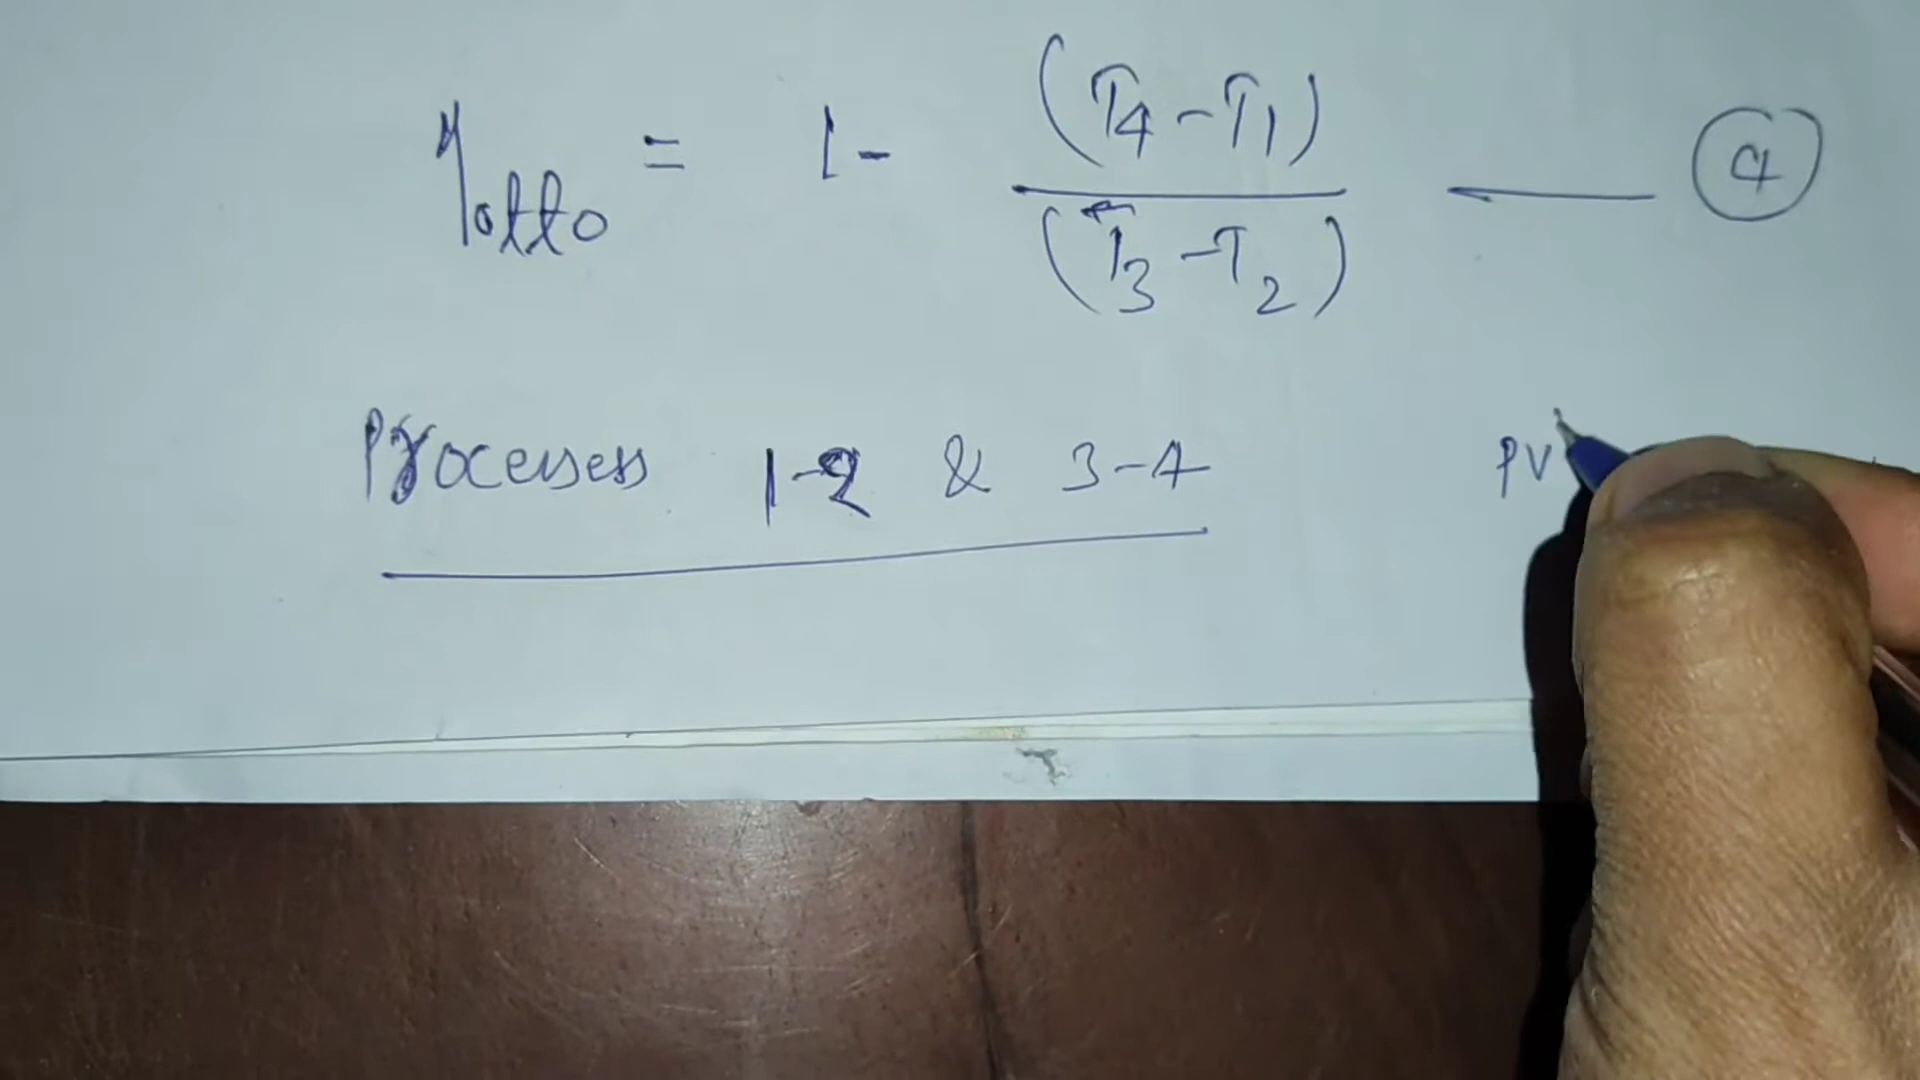 ηotto = 1 - (T4 - T1) / (T3 - T2) — 4
Processes 1-2 & 3-4 PV